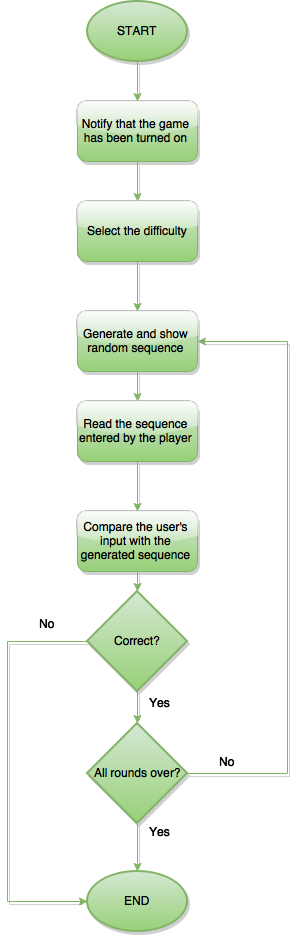 START
Notify that the game
has been turned on
Select the difficulty
Generate and show
random sequence
Read the sequence
entered by the player
Compare the user's
input with the
generated sequence
No
Correct?
Yes
All rounds over?
No
Yes
END